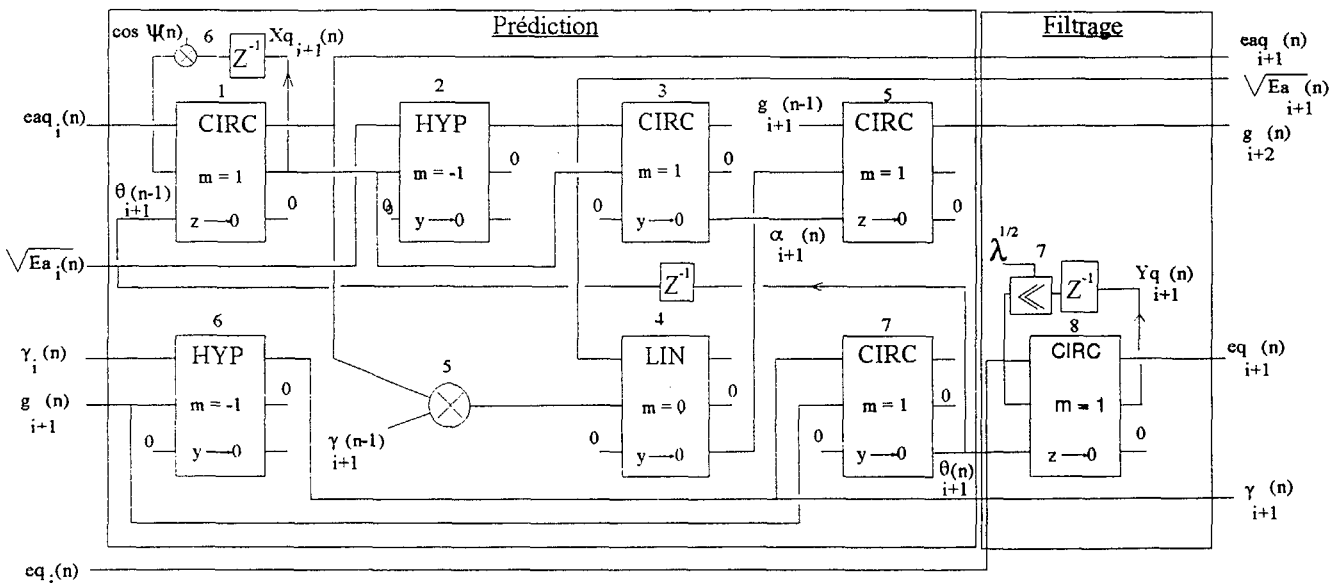 Prédiction
Filtrage
cos Ψ(n)
6
Z⁻¹
Xq i+1 (n)
eaq i+1 (n)
√Ea i+1 (n)
g i+2 (n)
1
2
3
5
eaq i (n)
CIRC
m = 1
z → 0
0
θ i+1 (n-1)
HYP
m = -1
0
0
y → 0
CIRC
0
m = 1
0
y → 0
g i+1 (n-1)
CIRC
m = 1
z → 0
0
α i+1 (n)
√Ea i (n)
Z⁻¹
λ 1/2
7
≪
Z⁻¹
Yq i+1 (n)
6
4
7
8
γ i (n)
HYP
0
m = -1
g i+1 (n)
0
y → 0
5
γ i+1 (n-1)
LIN
m = 0
0
0
y → 0
CIRC
m = 1
0
0
y → 0
θ i+1 (n)
CIRC
m = 1
z → 0
0
eq i+1 (n)
γ i+1 (n)
eq i (n)